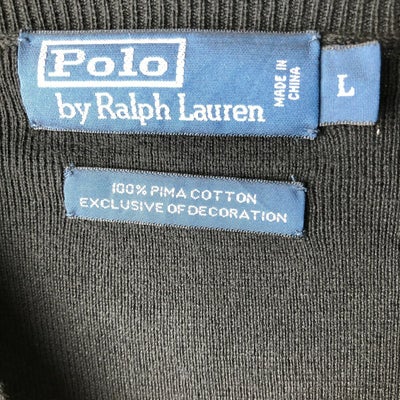 Polo
by Ralph Lauren
MADE IN
CHINA
L
100% PIMA COTTON
EXCLUSIVE OF DECORATION